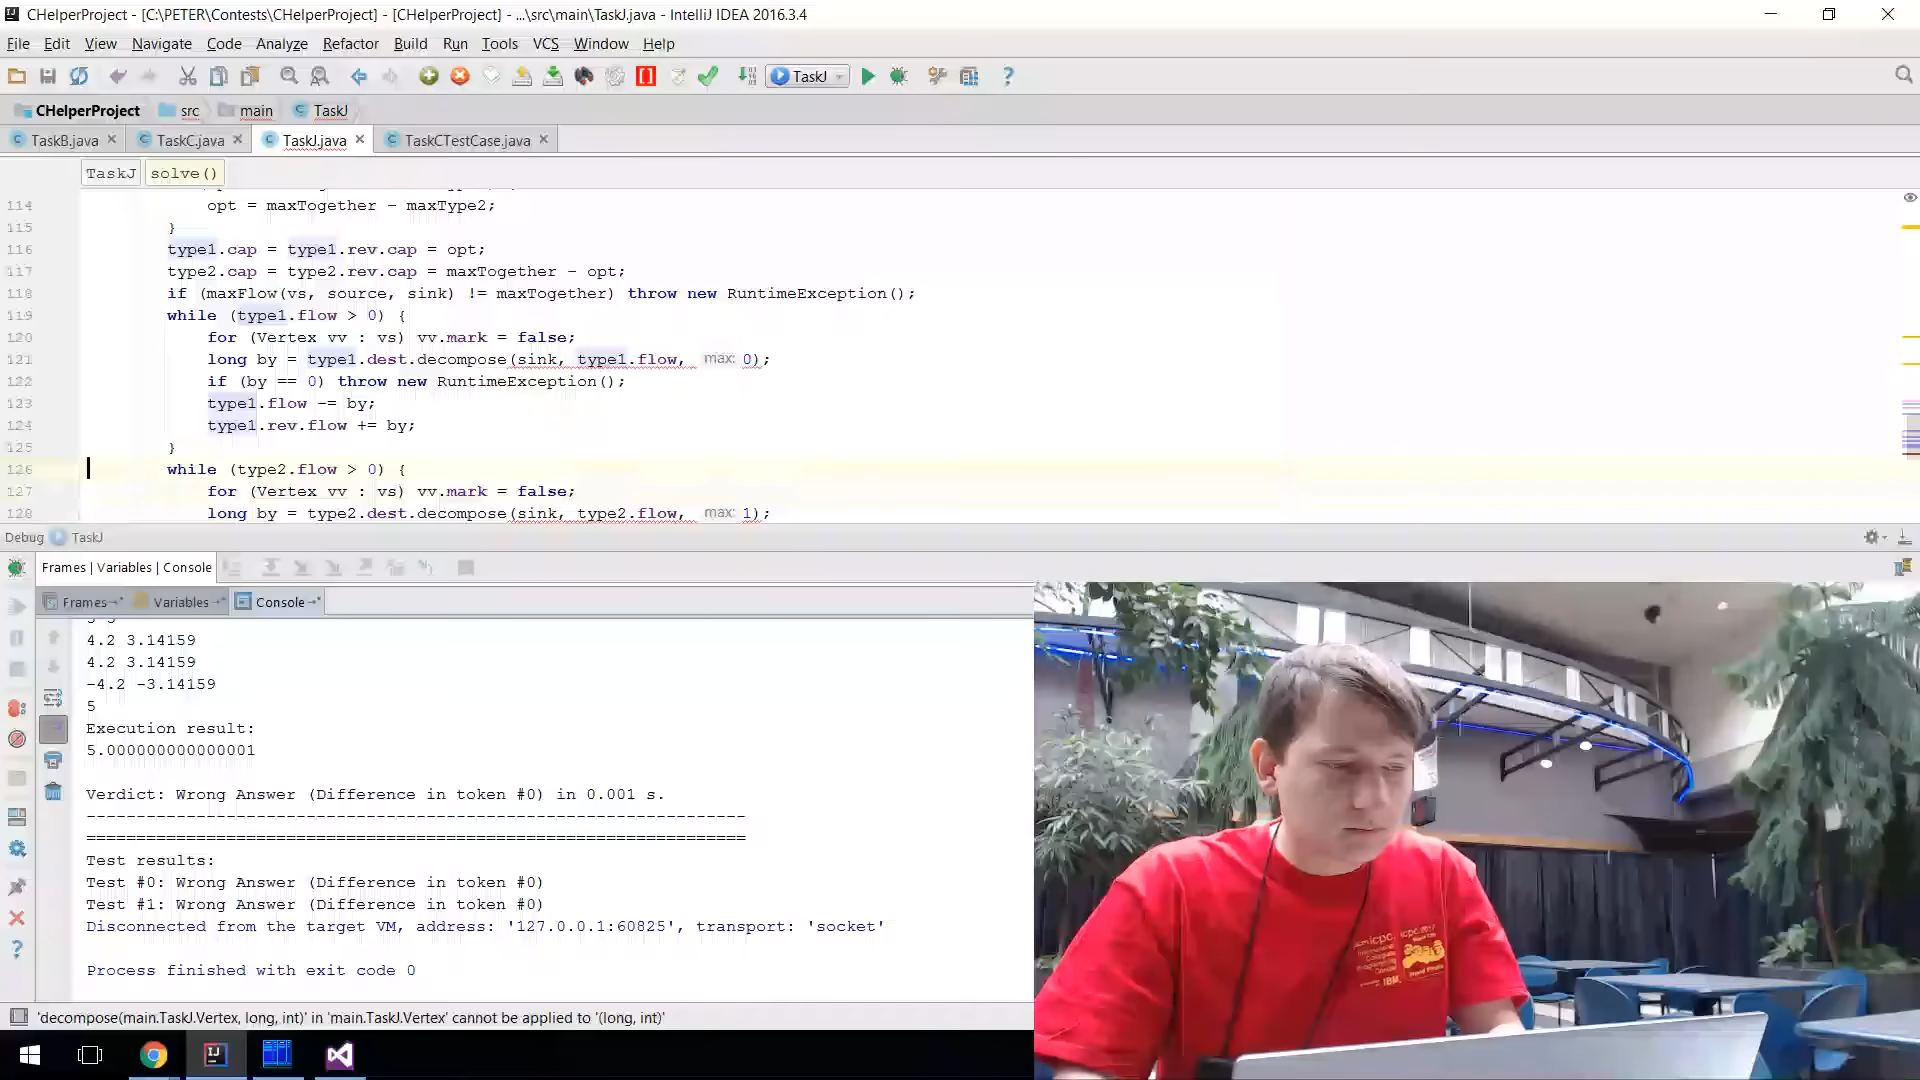 CHelperProject - [C:\PETER\Contests\CHelperProject] - [CHelperProject] - ...\src\main\TaskJ.java - IntelliJ IDEA 2016.3.4
File Edit View Navigate Code Analyze Refactor Build Run Tools VCS Window Help
TaskJ
CHelperProject src main TaskJ
TaskB.java TaskC.java TaskJ.java TaskCTestCase.java
TaskJ solve()
114 opt = maxTogether - maxType2;
115 }
116 type1.cap = type1.rev.cap = opt;
117 type2.cap = type2.rev.cap = maxTogether - opt;
118 if (maxFlow(vs, source, sink) != maxTogether) throw new RuntimeException();
119 while (type1.flow > 0) {
120 for (Vertex vv : vs) vv.mark = false;
121 long by = type1.dest.decompose(sink, type1.flow, max: 0);
122 if (by == 0) throw new RuntimeException();
123 type1.flow -= by;
124 type1.rev.flow += by;
125 }
126 while (type2.flow > 0) {
127 for (Vertex vv : vs) vv.mark = false;
128 long by = type2.dest.decompose(sink, type2.flow, max: 1);
Debug TaskJ
Frames | Variables | Console
Frames Variables Console
4.2 3.14159
4.2 3.14159
-4.2 -3.14159
5
Execution result:
5.000000000000001
Verdict: Wrong Answer (Difference in token #0) in 0.001 s.
------------------------------------------------------------------
==================================================================
Test results:
Test #0: Wrong Answer (Difference in token #0)
Test #1: Wrong Answer (Difference in token #0)
Disconnected from the target VM, address: '127.0.0.1:60825', transport: 'socket'
Process finished with exit code 0
'decompose(main.TaskJ.Vertex, long, int)' in 'main.TaskJ.Vertex' cannot be applied to '(long, int)'
IBM